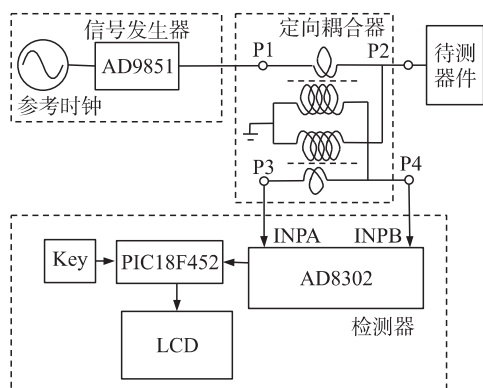 信号发生器
定向耦合器
AD9851
参考时钟
P1
P2
待测
器件
P3
P4
INPA
INPB
Key
PIC18F452
AD8302
LCD
检测器